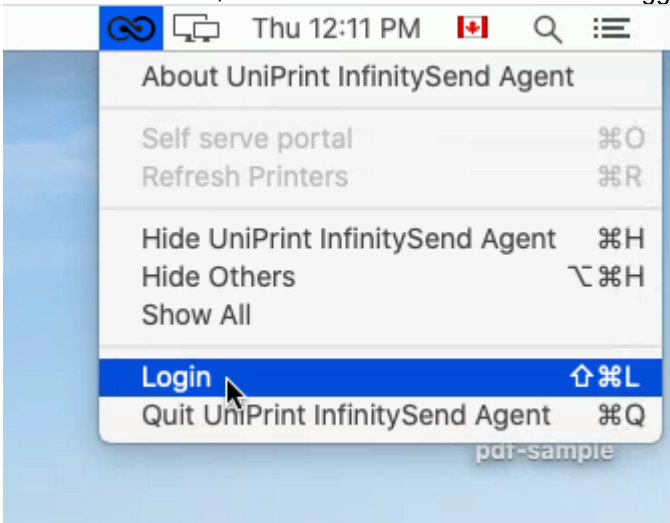 Thu 12:11 PM
About UniPrint InfinitySend Agent
Self serve portal ⌘O
Refresh Printers ⌘R
Hide UniPrint InfinitySend Agent ⌘H
Hide Others ⌥⌘H
Show All
Login ⇧⌘L
Quit UniPrint InfinitySend Agent ⌘Q
pdf-sample